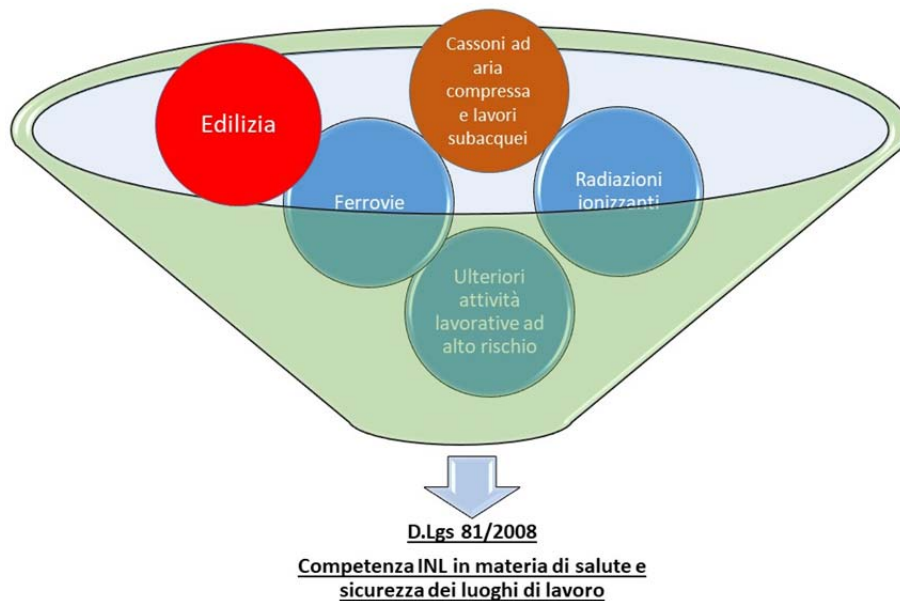 Edilizia
Cassoni ad
aria
compressa
e lavori
subacquei
Ferrovie
Radiazioni
ionizzanti
Ulteriori
attività
lavorative ad
alto rischio
D.Lgs 81/2008
Competenza INL in materia di salute e
sicurezza dei luoghi di lavoro